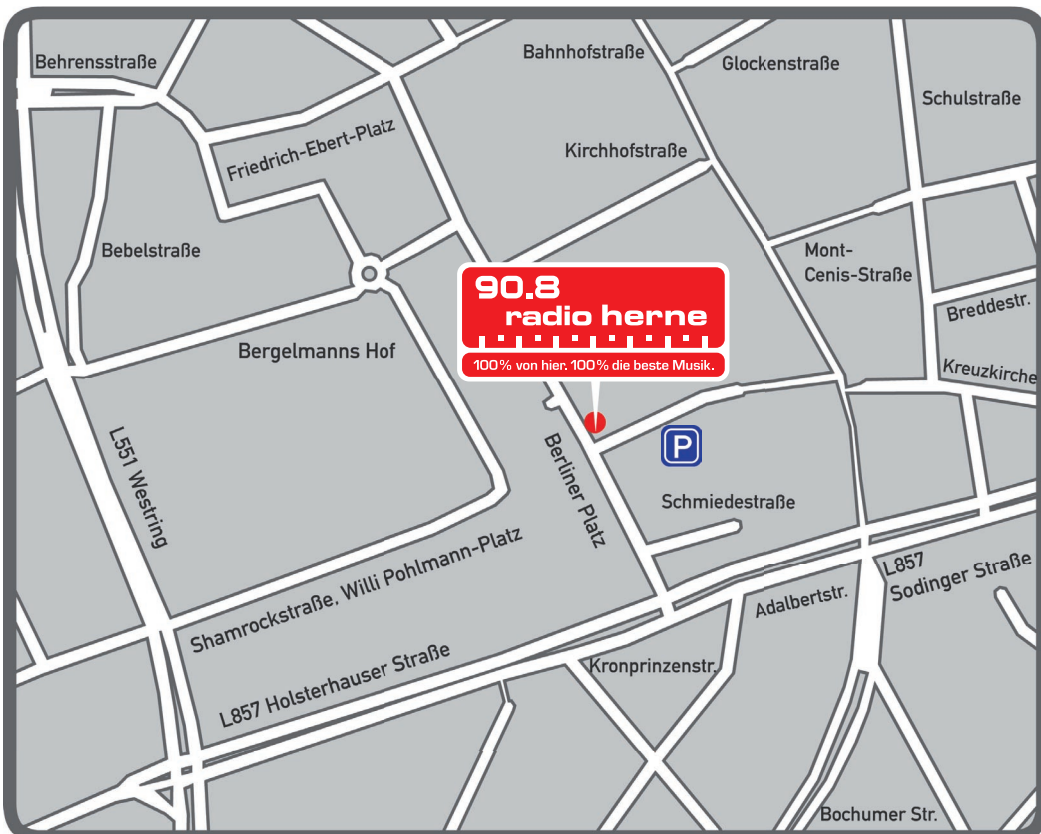 Behrensstraße
Bahnhofstraße
Glockenstraße
Schulstraße
Friedrich-Ebert-Platz
Kirchhofstraße
Bebelstraße
Mont-
Cenis-Straße
90.8
radio herne
100% von hier. 100% die beste Musik.
Breddestr.
Bergelmanns Hof
Kreuzkirche
L551 Westring
Berliner Platz
P
Schmiedestraße
Shamrockstraße, Willi Pohlmann-Platz
L857
Sodinger Straße
Adalbertstr.
L857 Holsterhauser Straße
Kronprinzenstr.
Bochumer Str.